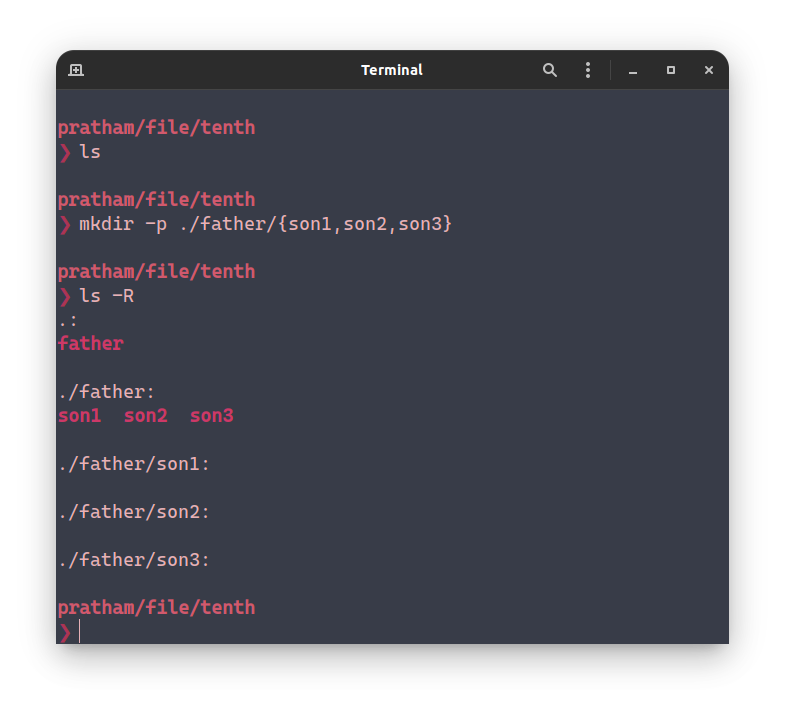 Terminal
pratham/file/tenth
❯ ls
pratham/file/tenth
❯ mkdir -p ./father/{son1,son2,son3}
pratham/file/tenth
❯ ls -R
.:
father
./father:
son1  son2  son3
./father/son1:
./father/son2:
./father/son3:
pratham/file/tenth
❯